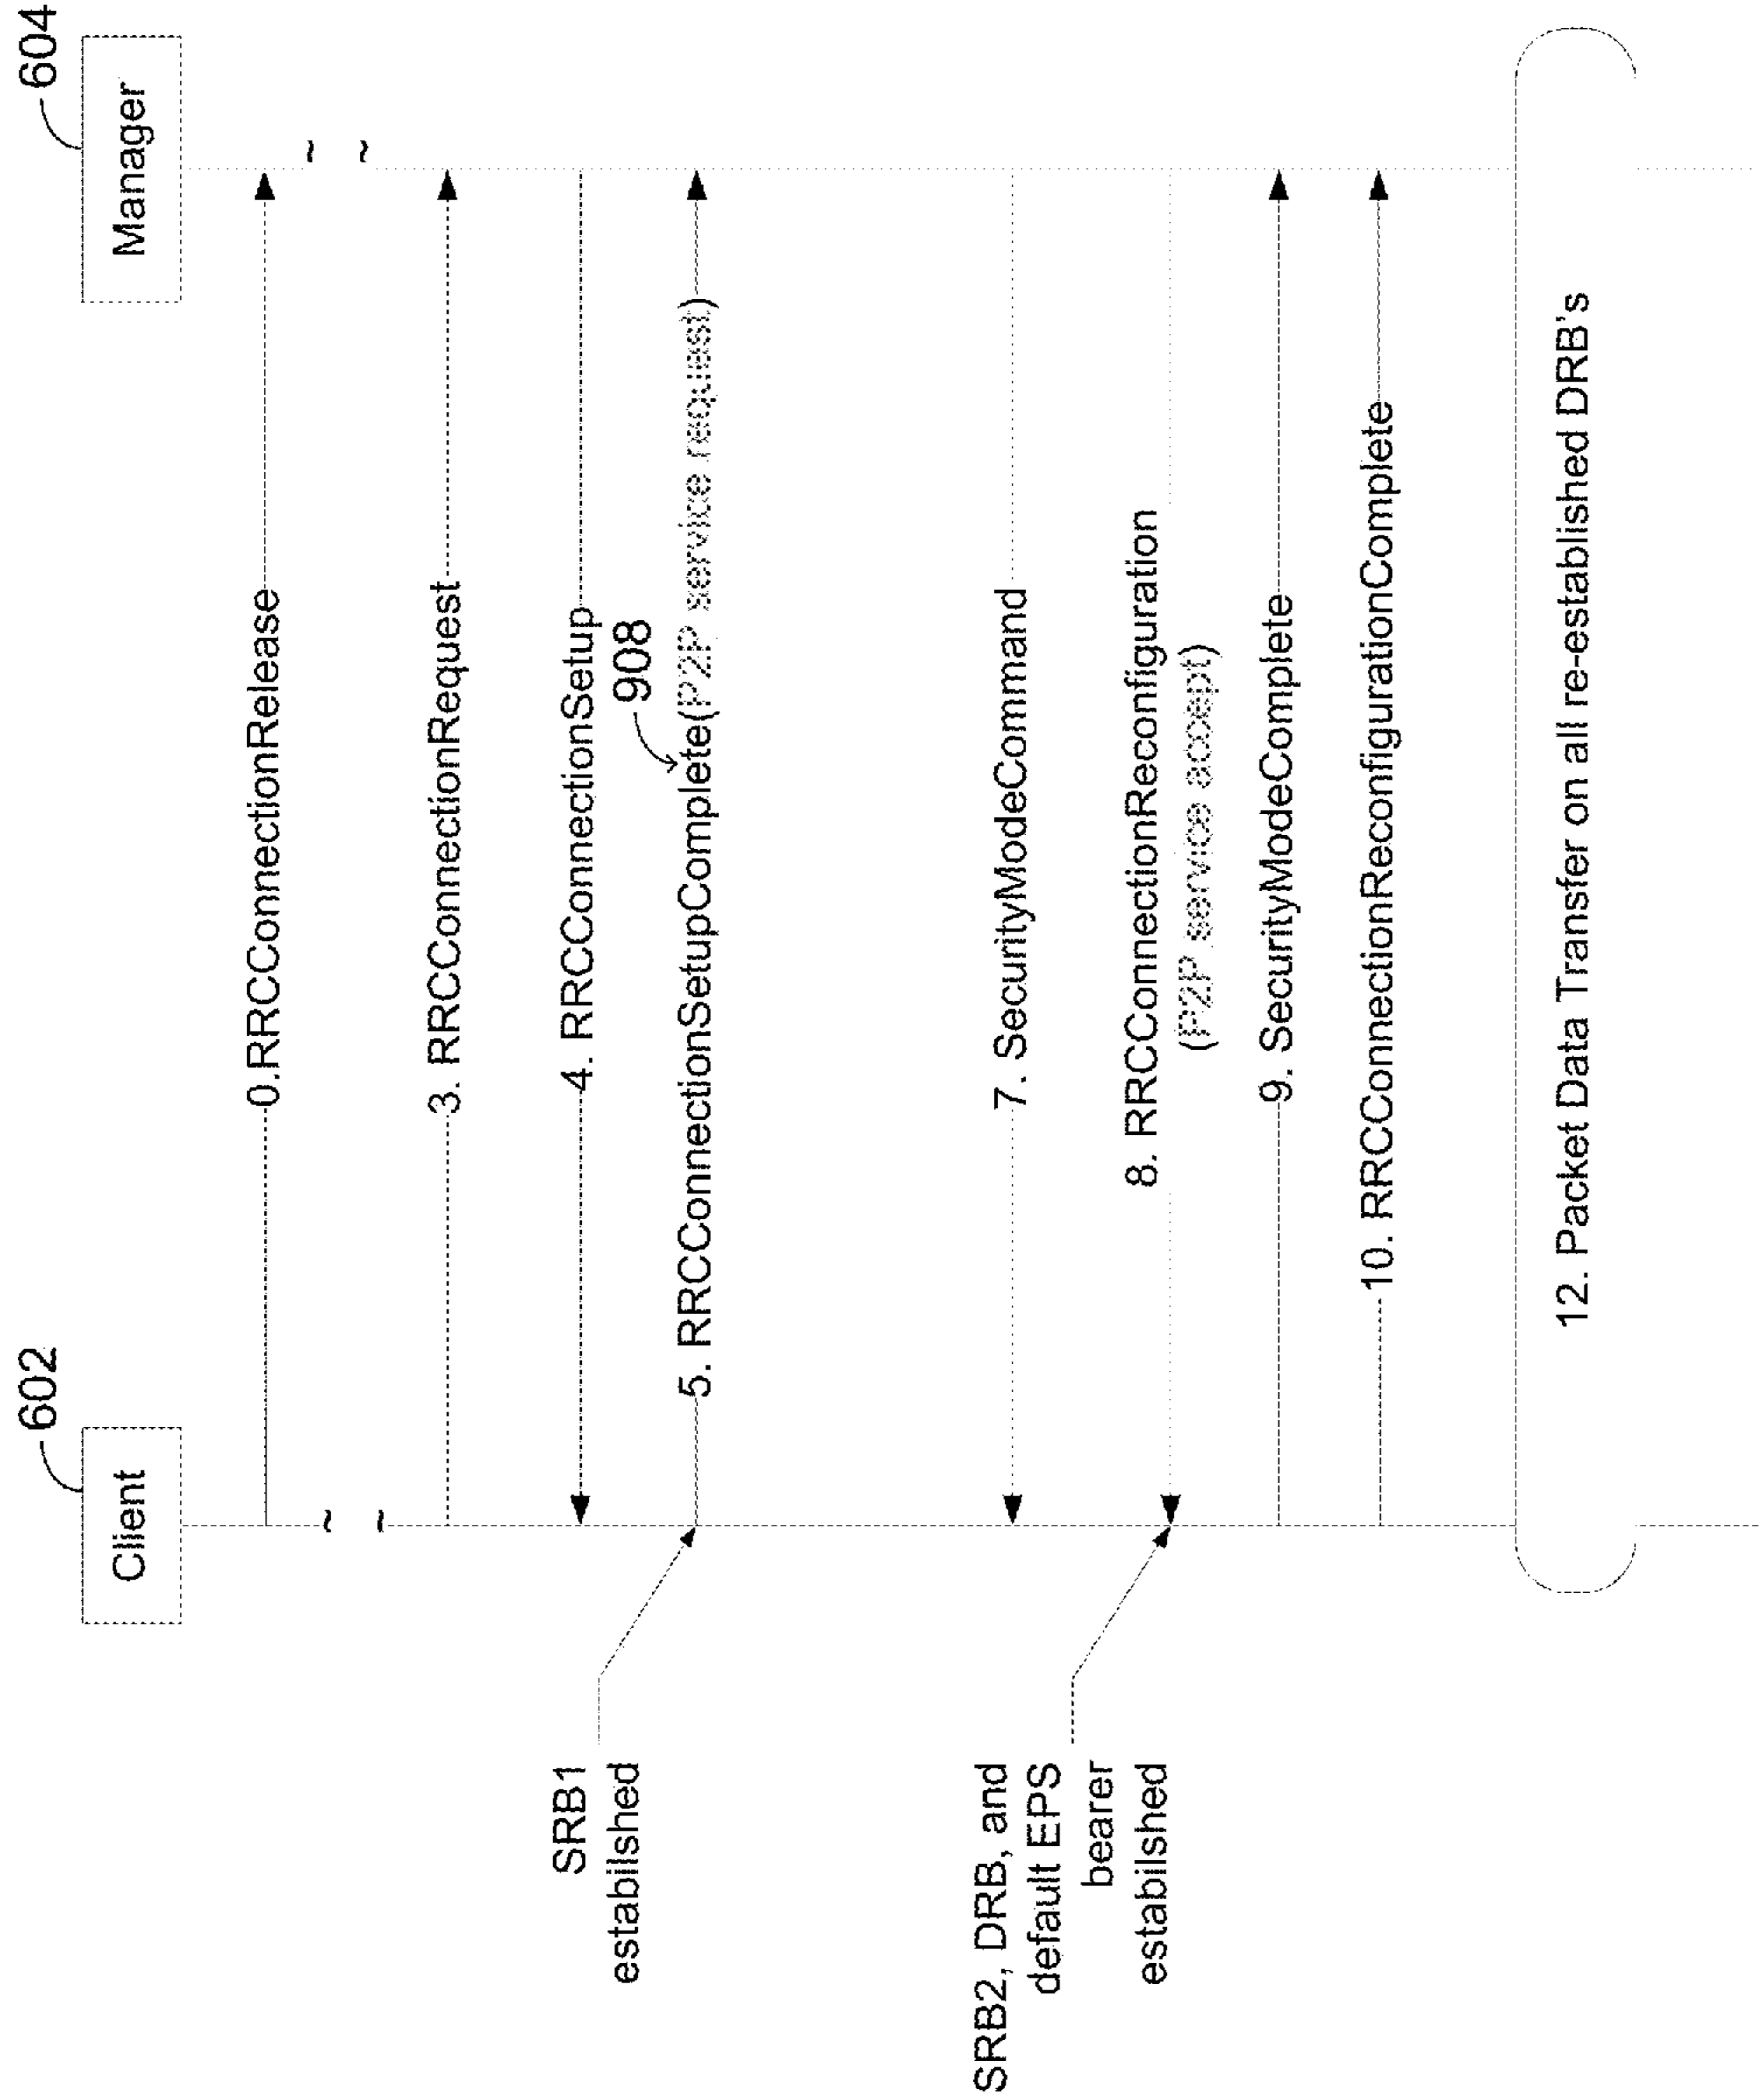 602
604
Client
Manager
0.RRCConnectionRelease
3. RRCConnectionRequest
4. RRCConnectionSetup
908
SRB1
estabilshed
5. RRCConnectionSetupComplete(P2P service request)
7. SecurityModeCommand
SRB2, DRB, and
default EPS
bearer
estabilshed
8. RRCConnectionReconfiguration
(P2P service accept)
9. SecurityModeComplete
10. RRCConnectionReconfigurationComplete
12. Packet Data Transfer on all re-established DRB's